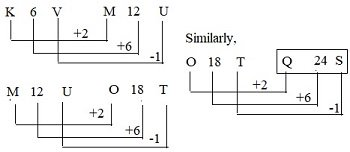 K 6 V M 12 U
+2
+6
-1
M 12 U O 18 T
+2
+6
-1
Similarly,
O 18 T Q 24 S
+2
+6
-1